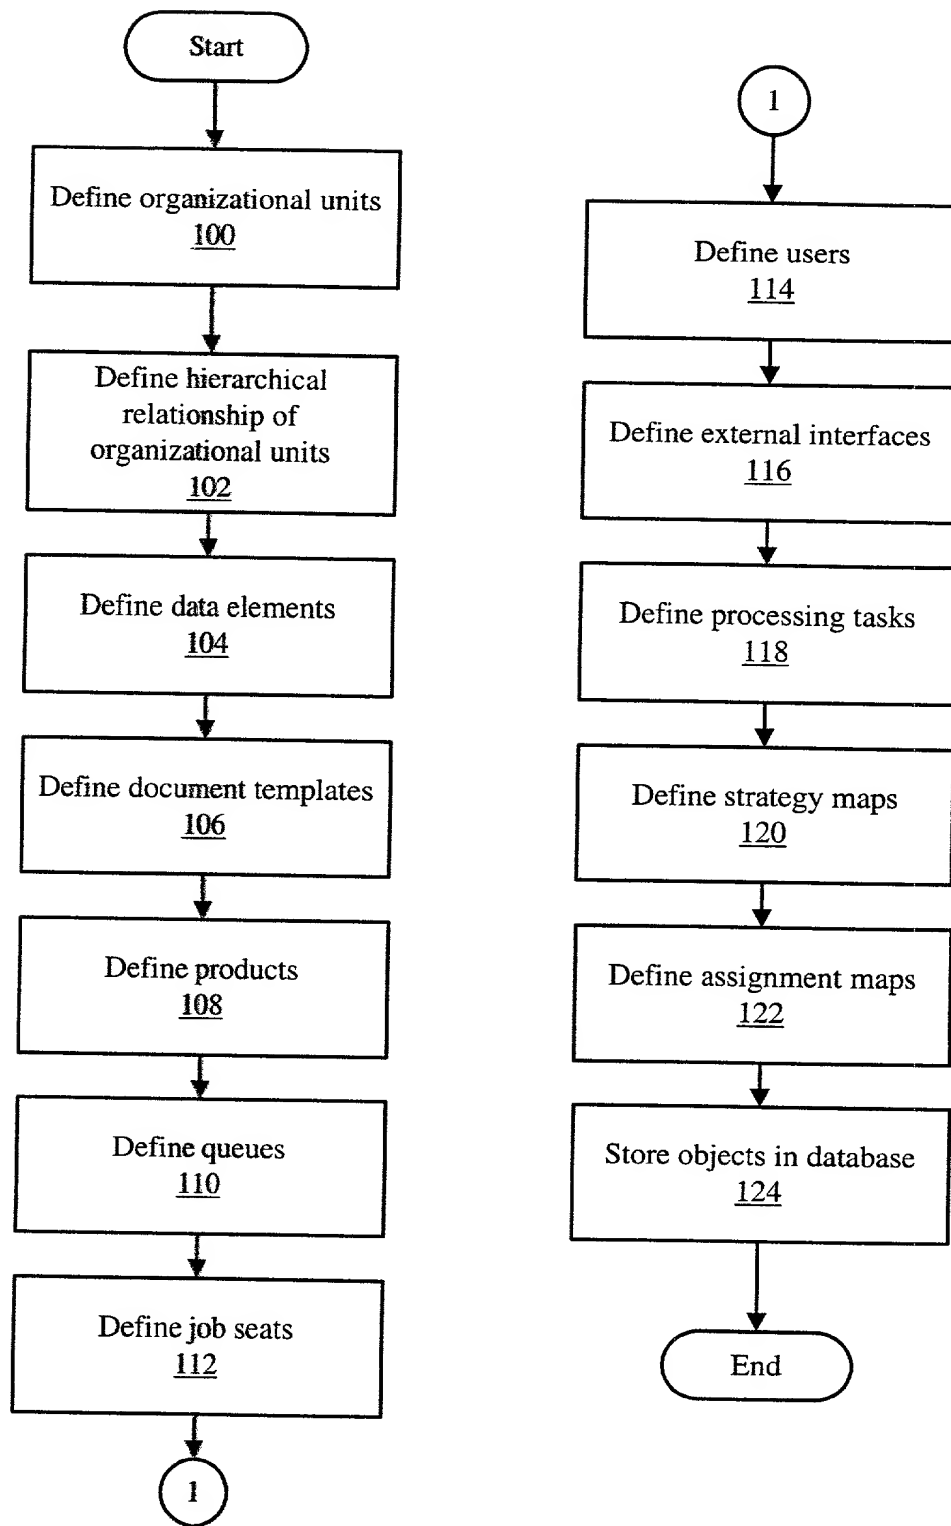 Start
Define organizational units
100
Define hierarchical
relationship of
organizational units
102
Define data elements
104
Define document templates
106
Define products
108
Define queues
110
Define job seats
112
1
1
Define users
114
Define external interfaces
116
Define processing tasks
118
Define strategy maps
120
Define assignment maps
122
Store objects in database
124
End